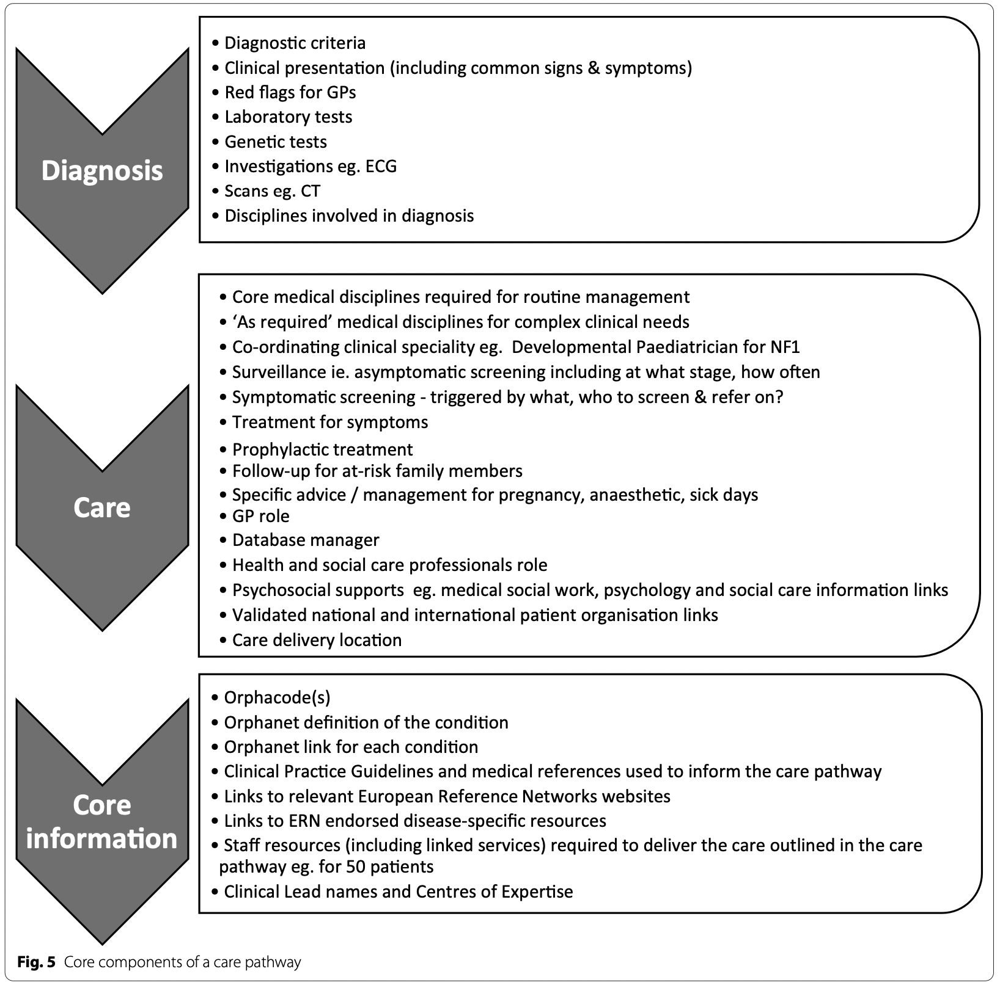 Diagnosis
• Diagnostic criteria
• Clinical presentation (including common signs & symptoms)
• Red flags for GPs
• Laboratory tests
• Genetic tests
• Investigations eg. ECG
• Scans eg. CT
• Disciplines involved in diagnosis
Care
• Core medical disciplines required for routine management
• ‘As required’ medical disciplines for complex clinical needs
• Co-ordinating clinical speciality eg.  Developmental Paediatrician for NF1
• Surveillance ie. asymptomatic screening including at what stage, how often
• Symptomatic screening - triggered by what, who to screen & refer on?
• Treatment for symptoms
• Prophylactic treatment
• Follow-up for at-risk family members
• Specific advice / management for pregnancy, anaesthetic, sick days
• GP role
• Database manager
• Health and social care professionals role
• Psychosocial supports  eg. medical social work, psychology and social care information links
• Validated national and international patient organisation links
• Care delivery location
Core
information
• Orphacode(s)
• Orphanet definition of the condition
• Orphanet link for each condition
• Clinical Practice Guidelines and medical references used to inform the care pathway
• Links to relevant European Reference Networks websites
• Links to ERN endorsed disease-specific resources
• Staff resources (including linked services) required to deliver the care outlined in the care
pathway eg. for 50 patients
• Clinical Lead names and Centres of Expertise
Fig. 5  Core components of a care pathway